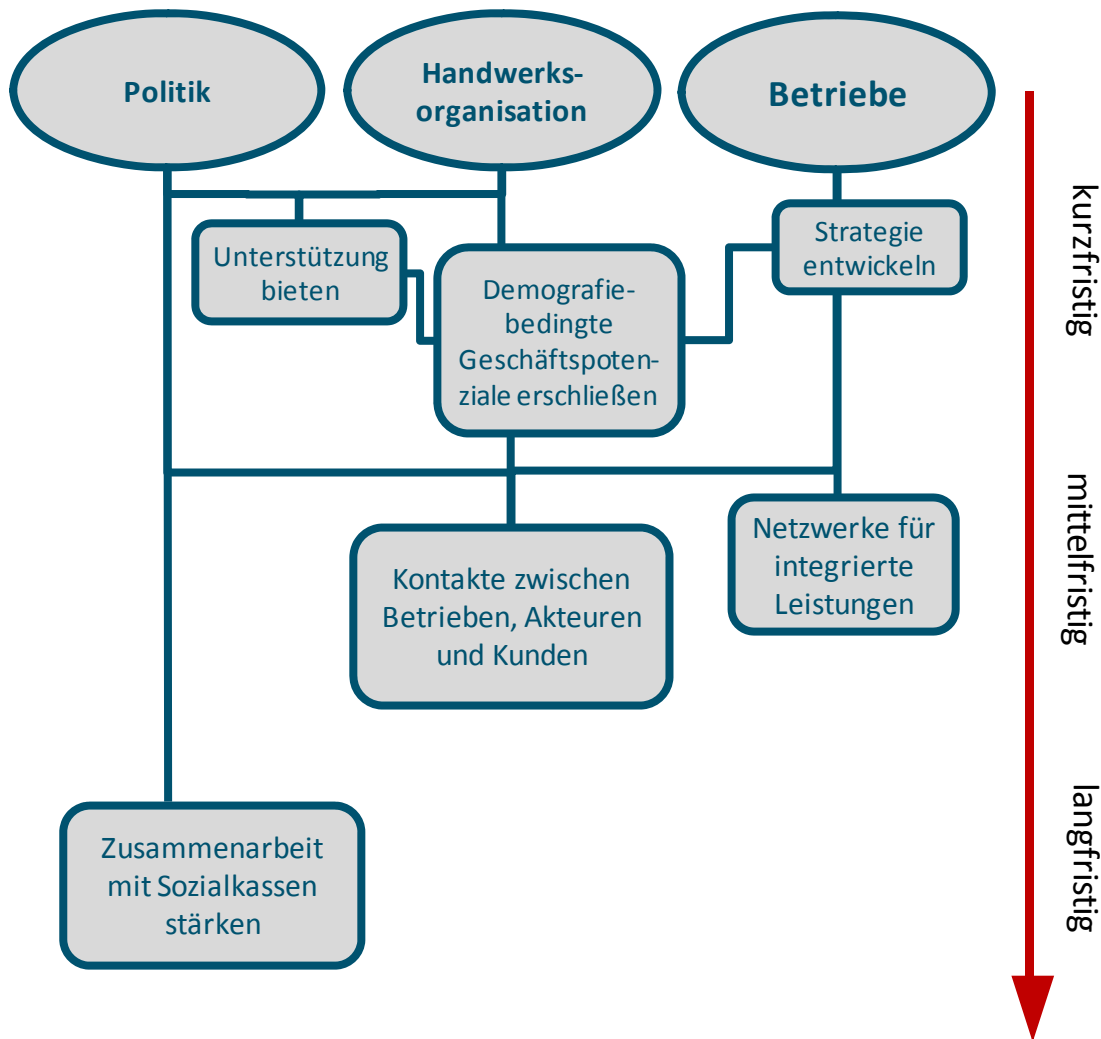 Politik
Handwerks-
organisation
Betriebe
Unterstützung
bieten
Demografie-
bedingte
Geschäftspoten-
ziale erschließen
Strategie
entwickeln
kurzfristig
Kontakte zwischen
Betrieben, Akteuren
und Kunden
Netzwerke für
integrierte
Leistungen
mittelfristig
Zusammenarbeit
mit Sozialkassen
stärken
langfristig